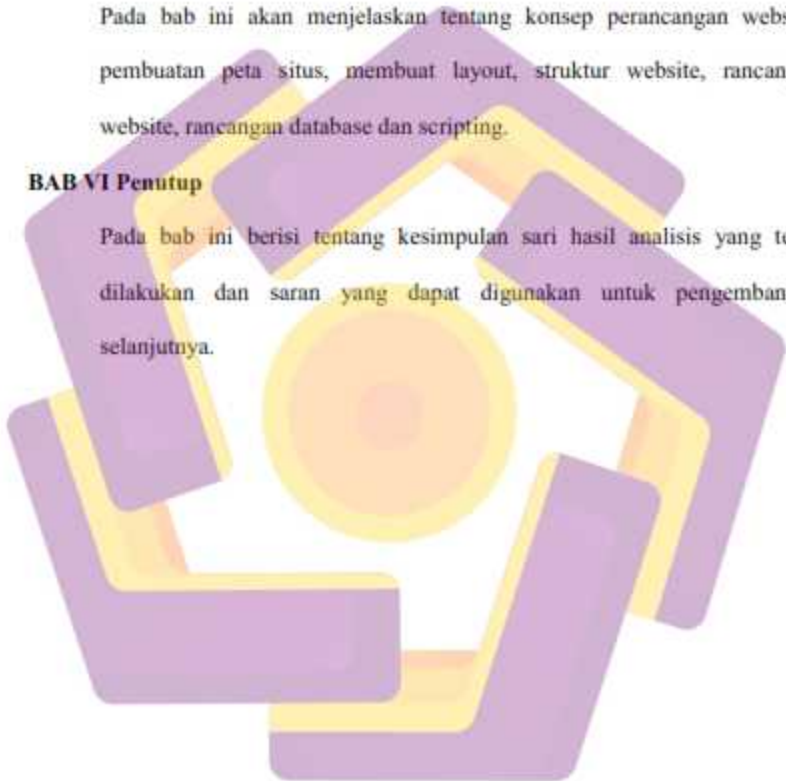 Pada bab ini akan menjelaskan tentang konsep perancangan webs
pembuatan peta situs, membuat layout, struktur website, rancan
website, rancangan database dan scripting.
BAB VI Penutup
Pada bab ini berisi tentang kesimpulan sari hasil analisis yang te
dilakukan dan saran yang dapat digunakan untuk pengemban
selanjutnya.